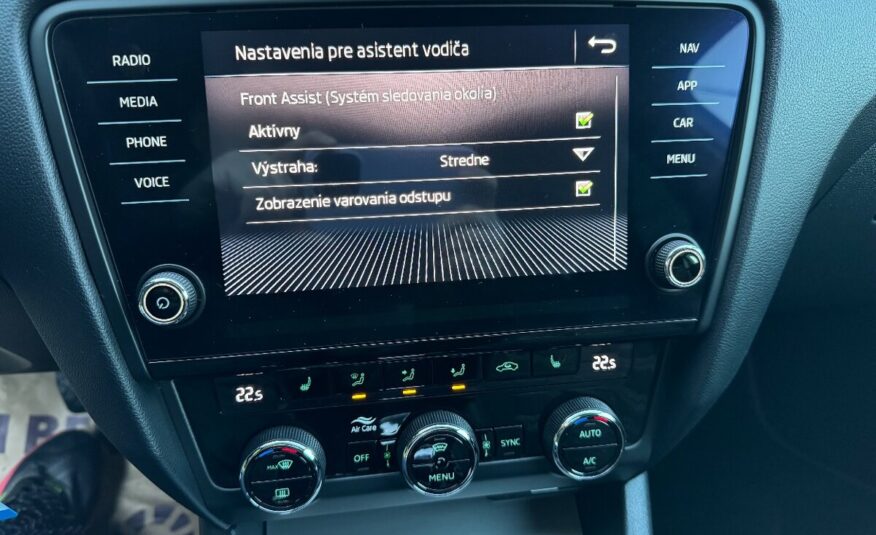 RADIO
MEDIA
PHONE
VOICE
Nastavenia pre asistent vodiča
Front Assist (Systém sledovania okolia)
Aktívny
Výstraha: Stredne
Zobrazenie varovania odstupu
NAV
APP
CAR
MENU
22.5
22.5
Air Care
MAX
OFF
MENU
SYNC
AUTO
A/C